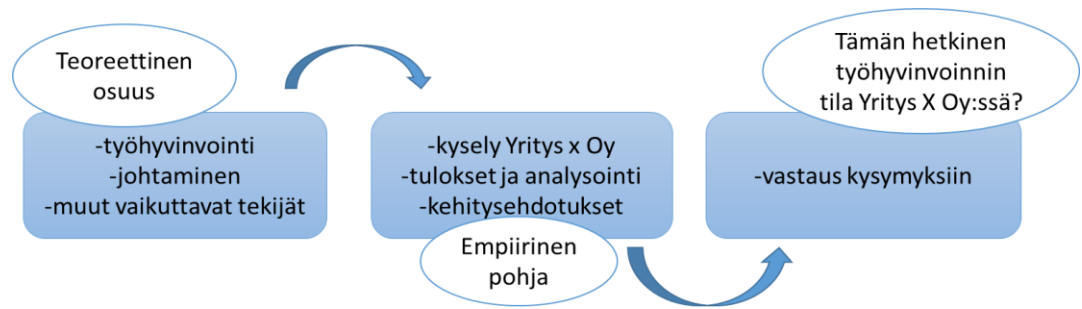 Teoreettinen
osuus
-työhyvinvointi
-johtaminen
-muut vaikuttavat tekijät
-kysely Yritys x Oy
-tulokset ja analysointi
-kehitysehdotukset
Empiirinen
pohja
Tämän hetkinen
työhyvinvoinnin
tila Yritys X Oy:ssä?
-vastaus kysymyksiin